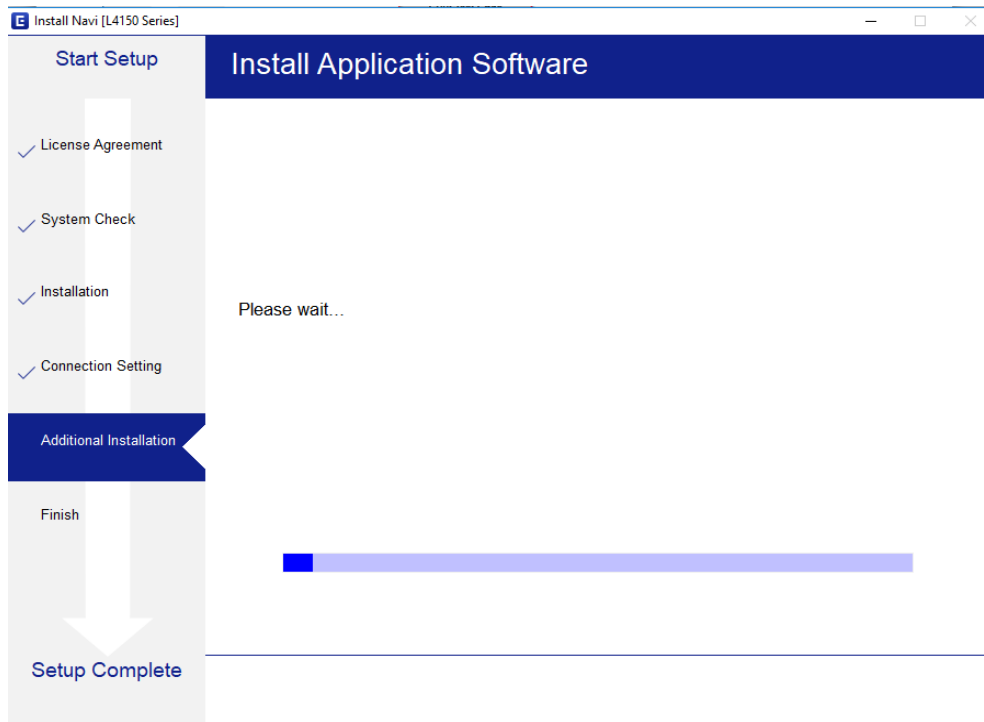 Install Navi [L4150 Series]
Start Setup
Install Application Software
License Agreement
System Check
Installation
Please wait...
Connection Setting
Additional Installation
Finish
Setup Complete